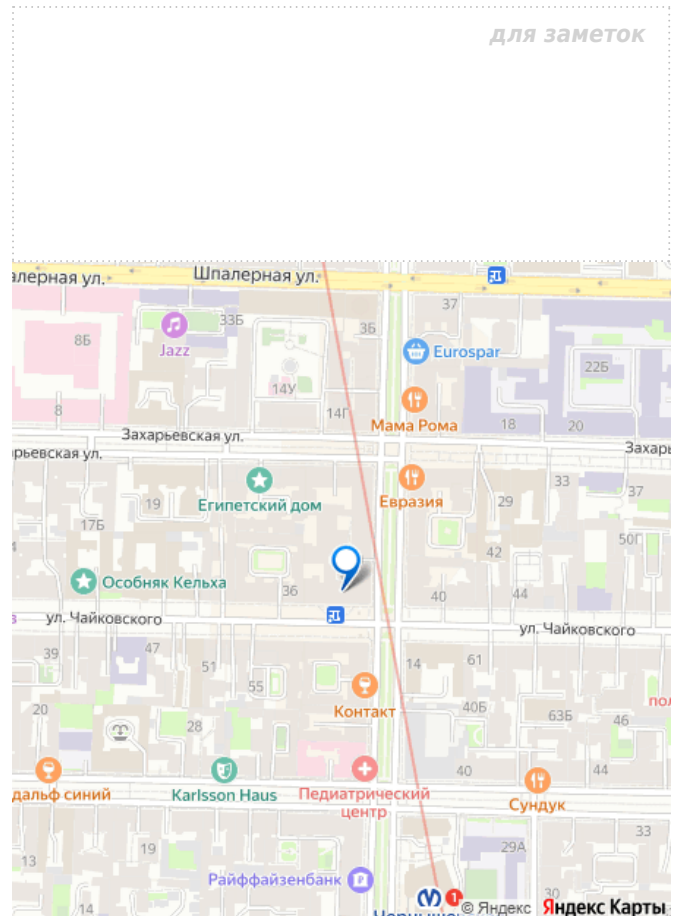 для заметок
алерная ул.
Шпалерная ул.
37
33Б
3Б
8Б
Jazz
Eurospar
22Б
14У
8
14Г
Мама Рома
18
20
Захарьевская ул.
рьевская ул.
Захарь
Египетский дом
Евразия
33
37
19
29
17Б
50Г
42
Особняк Кельха
36
40
44
ул. Чайковского
ул. Чайковского
39
47
51
14
61
55
пол
20
Контакт
40Б
63Б
46
28
40
44
дальф синий
Karlsson Haus
Педиатрический
центр
Сундук
33
19
29А
13
Райффайзенбанк
30
14
1
© Яндекс
Яндекс Карты